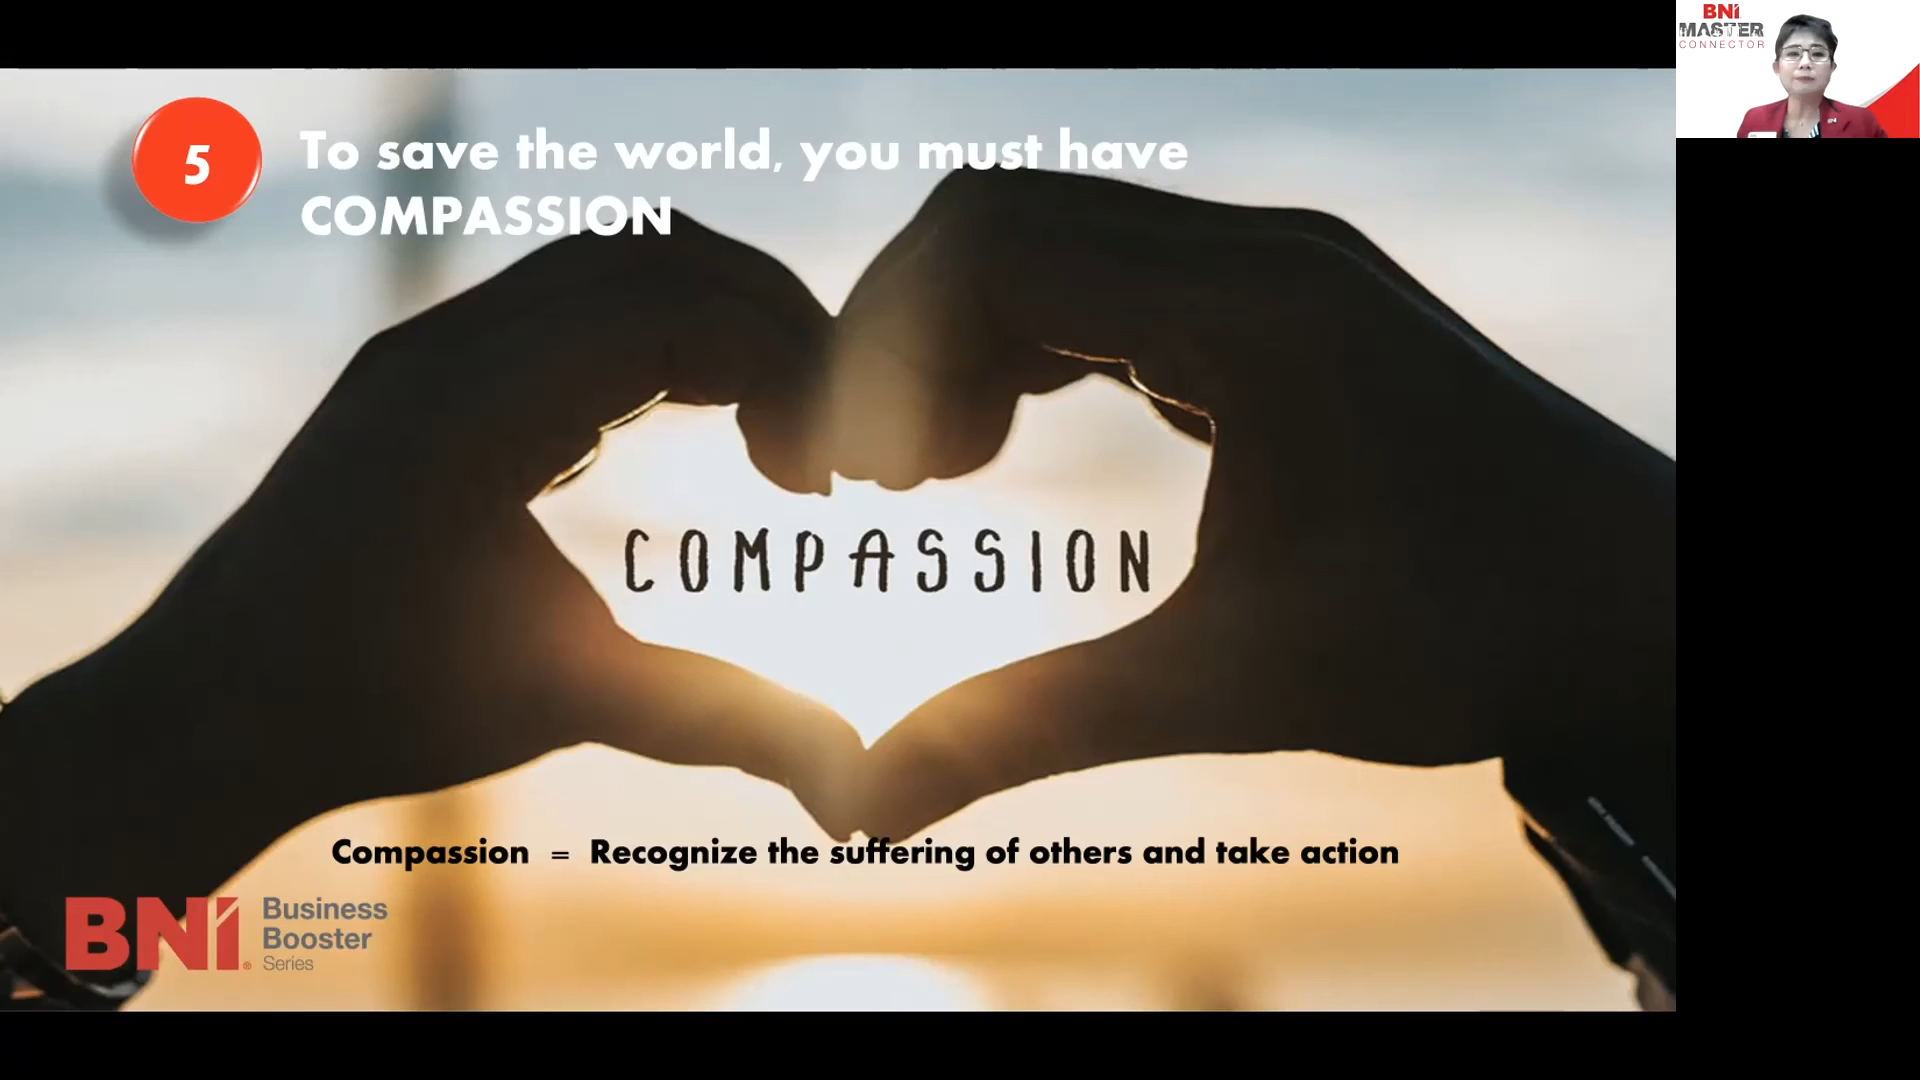 5
To save the world, you must have
COMPASSION
COMPASSION
Compassion = Recognize the suffering of others and take action
BNI® Business
Booster
Series
BNI
MASTER
CONNECTOR